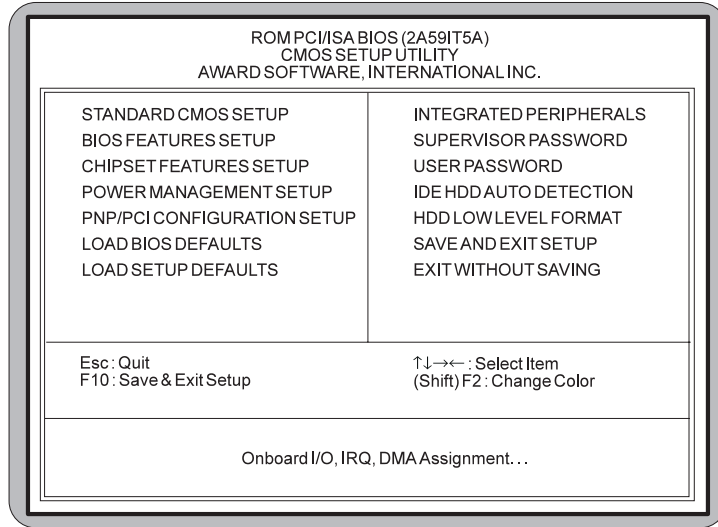 ROM PCI/ISA BIOS (2A59IT5A)
CMOS SETUP UTILITY
AWARD SOFTWARE, INTERNATIONAL INC.
STANDARD CMOS SETUP
BIOS FEATURES SETUP
CHIPSET FEATURES SETUP
POWER MANAGEMENT SETUP
PNP/PCI CONFIGURATION SETUP
LOAD BIOS DEFAULTS
LOAD SETUP DEFAULTS
INTEGRATED PERIPHERALS
SUPERVISOR PASSWORD
USER PASSWORD
IDE HDD AUTO DETECTION
HDD LOW LEVEL FORMAT
SAVE AND EXIT SETUP
EXIT WITHOUT SAVING
Esc : Quit
F10 : Save & Exit Setup
↑↓→← : Select Item
(Shift) F2 : Change Color
Onboard I/O, IRQ, DMA Assignment...